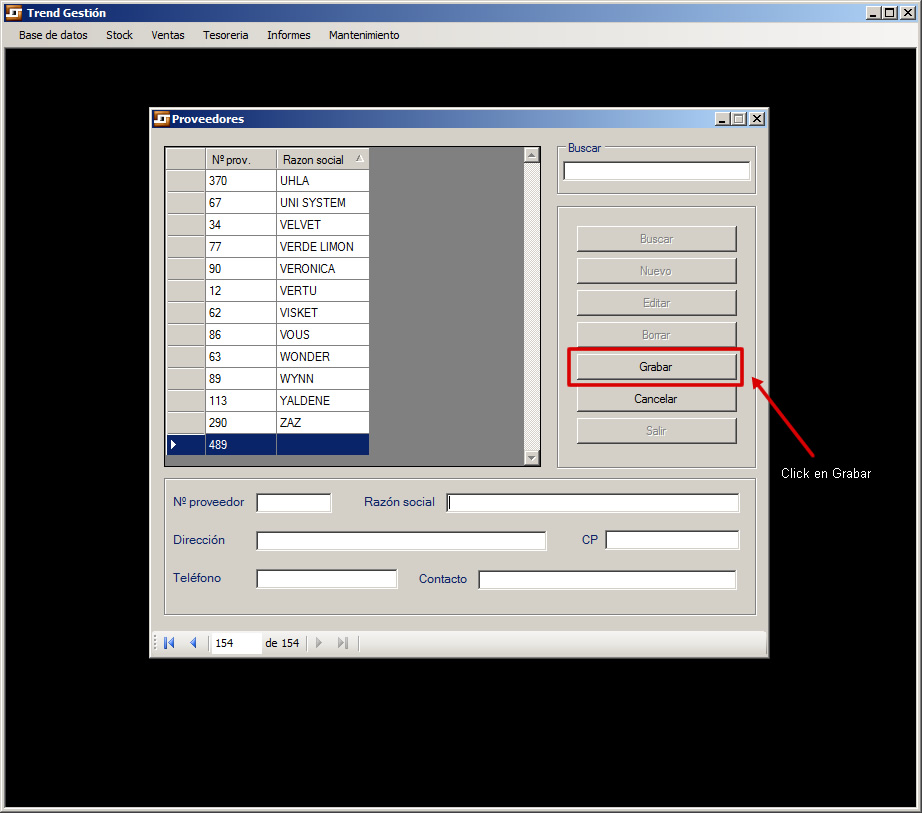 Trend Gestión
Base de datos Stock Ventas Tesoreria Informes Mantenimiento
Proveedores
Nº prov. Razon social
370 UHLA
67 UNI SYSTEM
34 VELVET
77 VERDE LIMON
90 VERONICA
12 VERTU
62 VISKET
86 VOUS
63 WONDER
89 WYNN
113 YALDENE
290 ZAZ
489
Buscar
Buscar
Nuevo
Editar
Borrar
Grabar
Cancelar
Salir
Click en Grabar
Nº proveedor Razón social
Dirección CP
Teléfono Contacto
154 de 154